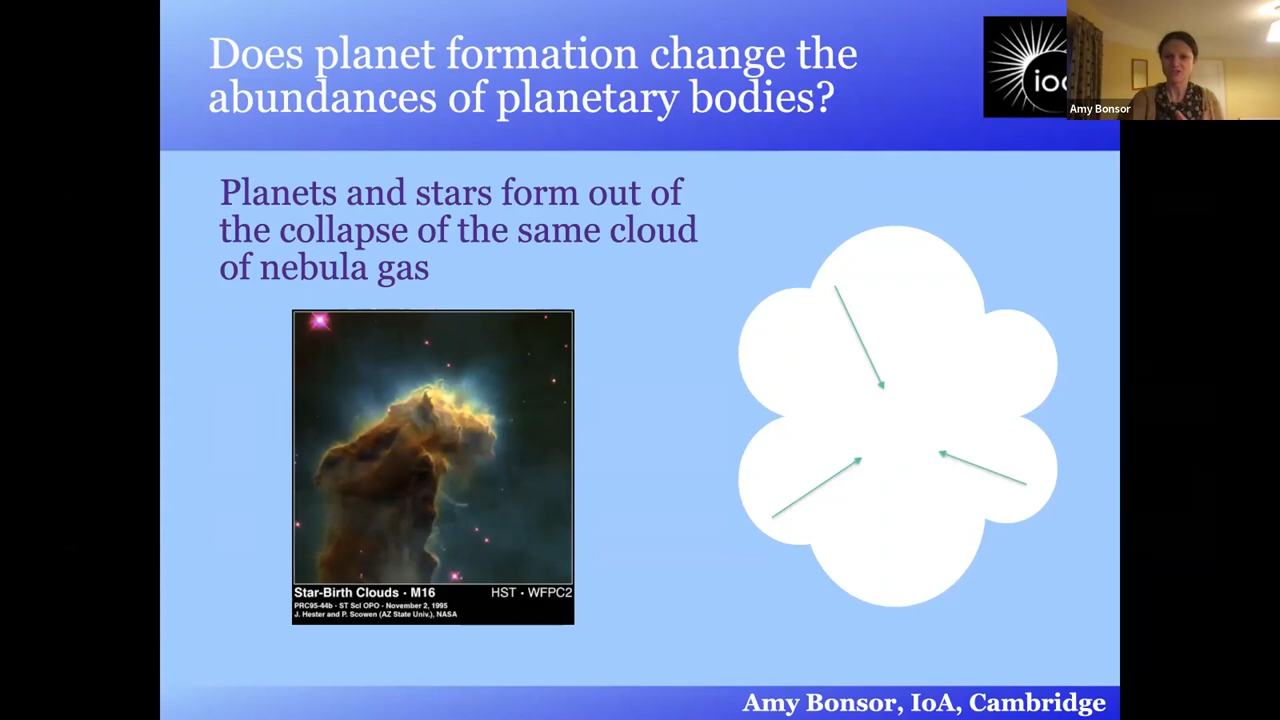 Does planet formation change the
abundances of planetary bodies?
Amy Bonsor
Planets and stars form out of
the collapse of the same cloud
of nebula gas
Star-Birth Clouds · M16
HST · WFPC2
PRC95-44b · ST ScI OPO · November 2, 1995
J. Hester and P. Scowen (AZ State Univ.), NASA
Amy Bonsor, IoA, Cambridge